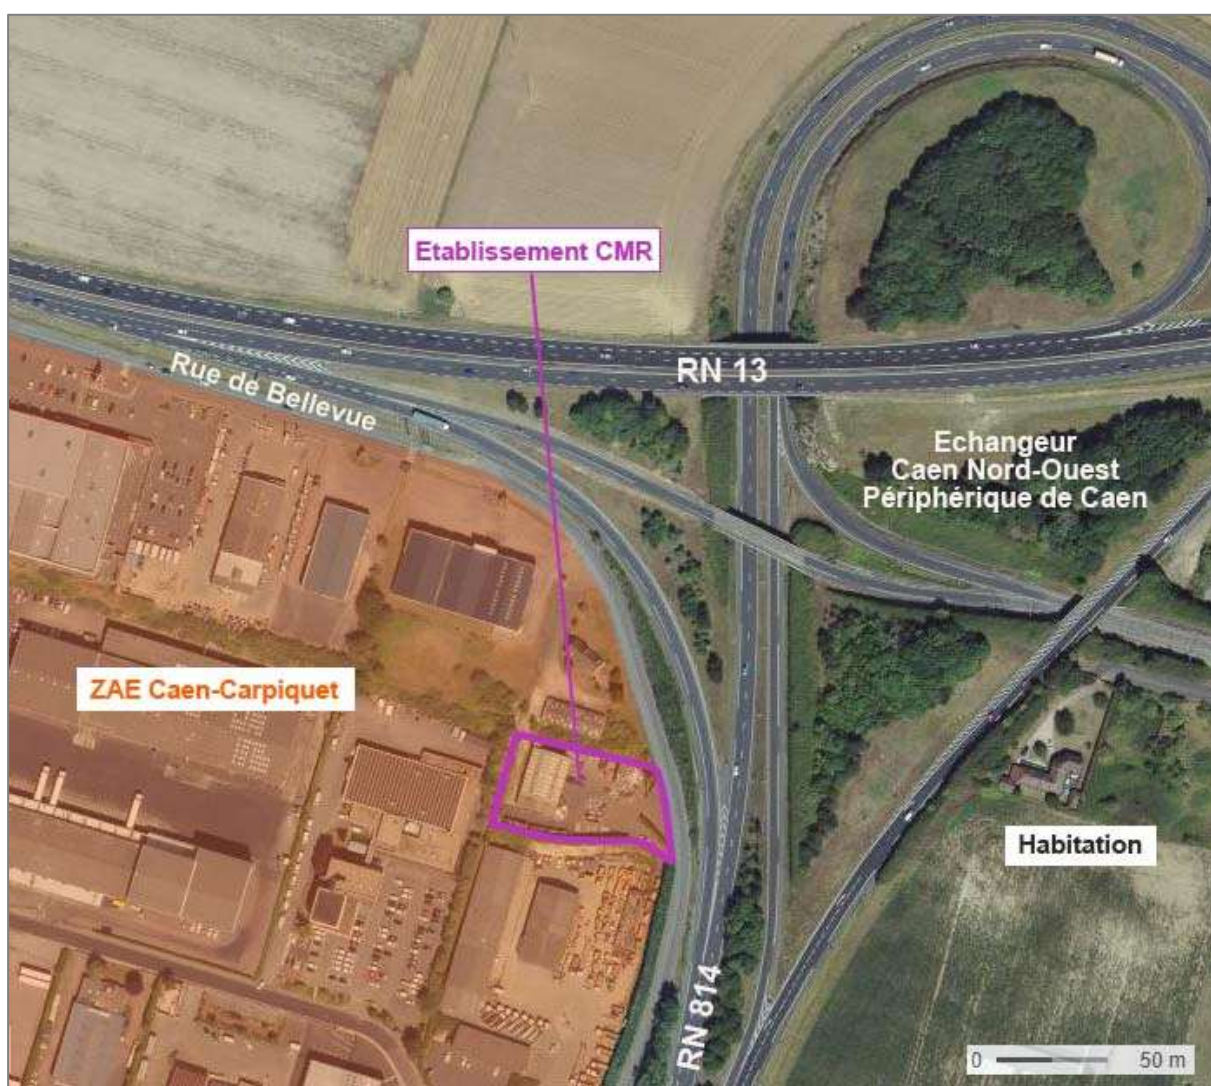 Etablissement CMR
Rue de Bellevue
RN 13
Echangeur
Caen Nord-Ouest
Périphérique de Caen
ZAE Caen-Carpiquet
Habitation
RN 814
0 50 m